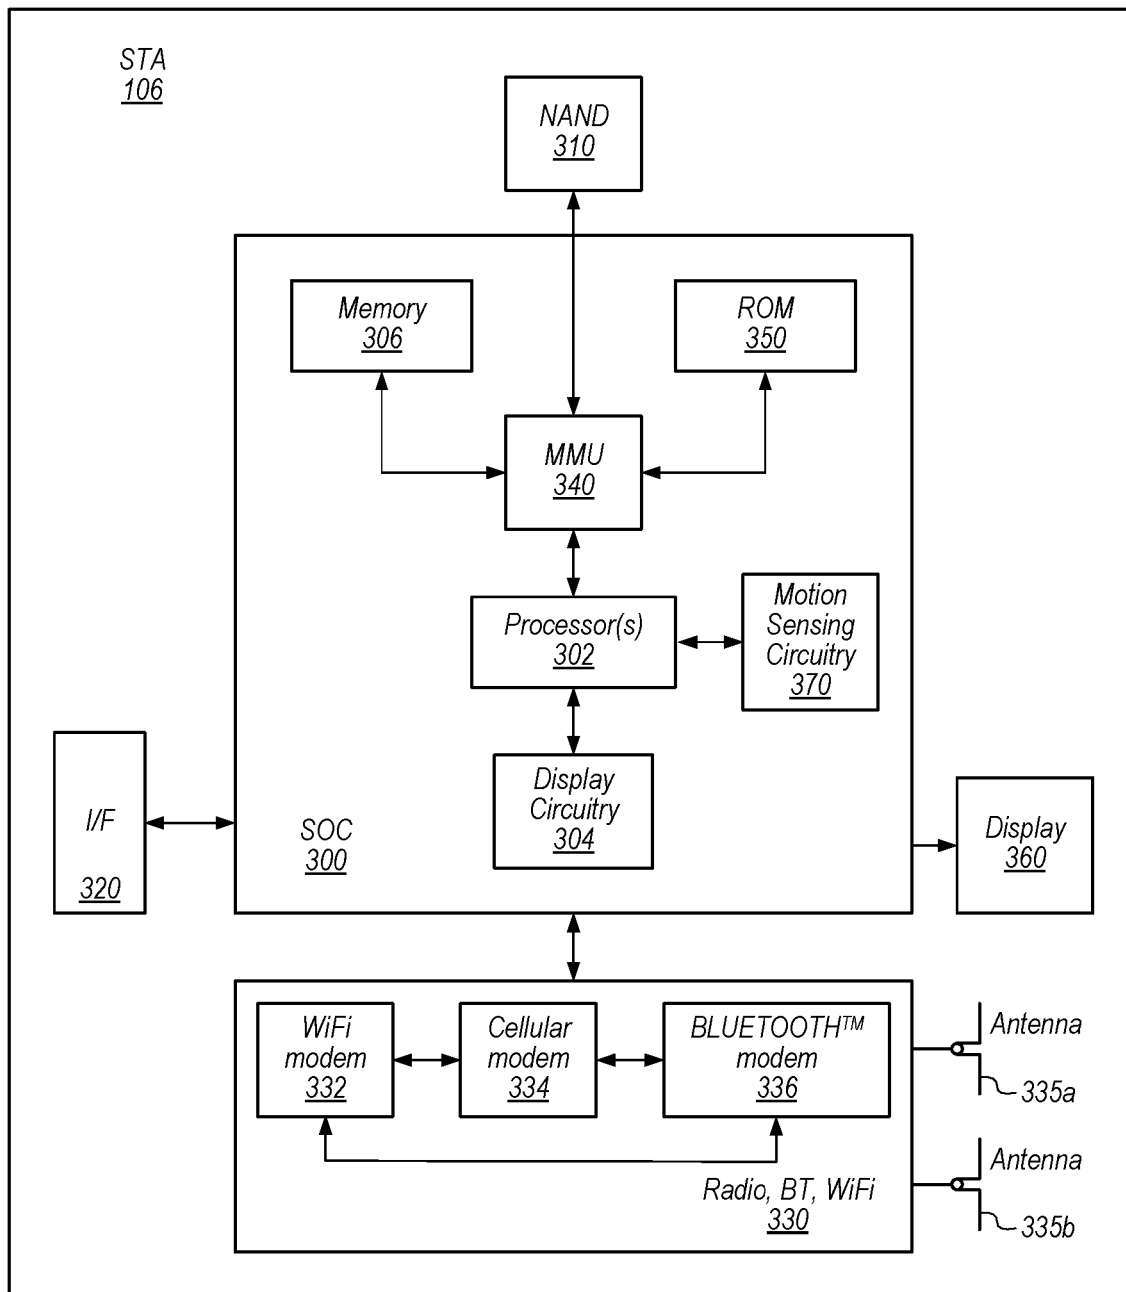 STA
106
NAND
310
Memory
306
ROM
350
MMU
340
Processor(s)
302
Motion
Sensing
Circuitry
370
Display
Circuitry
304
SOC
300
I/F
320
Display
360
WiFi
modem
332
Cellular
modem
334
BLUETOOTH™
modem
336
Radio, BT, WiFi
330
Antenna
335a
Antenna
335b